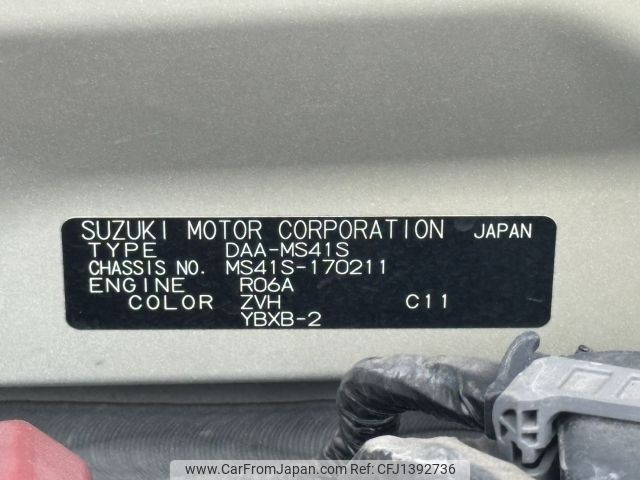 SUZUKI MOTOR CORPORATION JAPAN
TYPE DAA-MS41S
CHASSIS NO. MS41S-170211
ENGINE R06A
COLOR ZVH C11
YBXB-2
www.CarFromJapan.com Ref:CFJ1392736